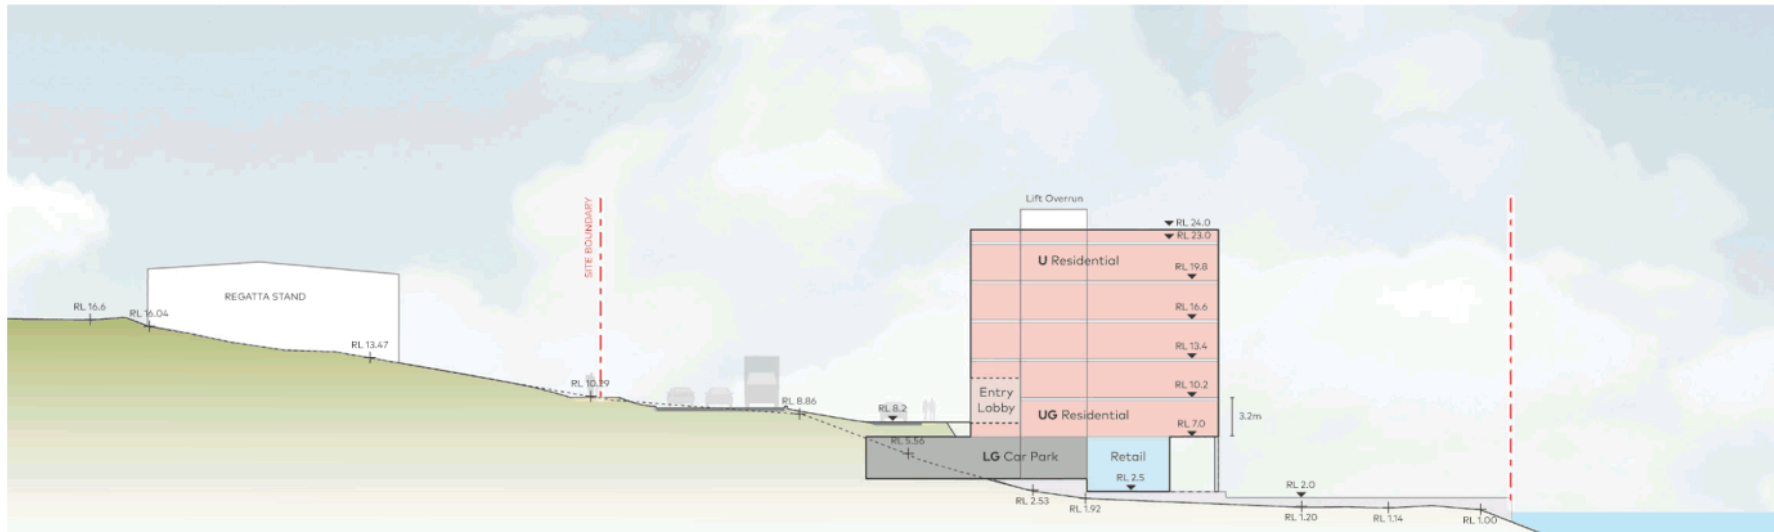 Lift Overrun
SITE BOUNDARY
RL 24.0
RL 23.0
U Residential
RL 19.8
REGATTA STAND
RL 16.6
RL 16.04
RL 16.6
RL 13.47
RL 13.4
RL 10.29
RL 10.2
Entry
Lobby
RL 8.86
RL 8.2
UG Residential
3.2m
RL 7.0
RL 5.56
LG Car Park
Retail
RL 2.5
RL 2.53
RL 1.92
RL 2.0
RL 1.20
RL 1.14
RL 1.00